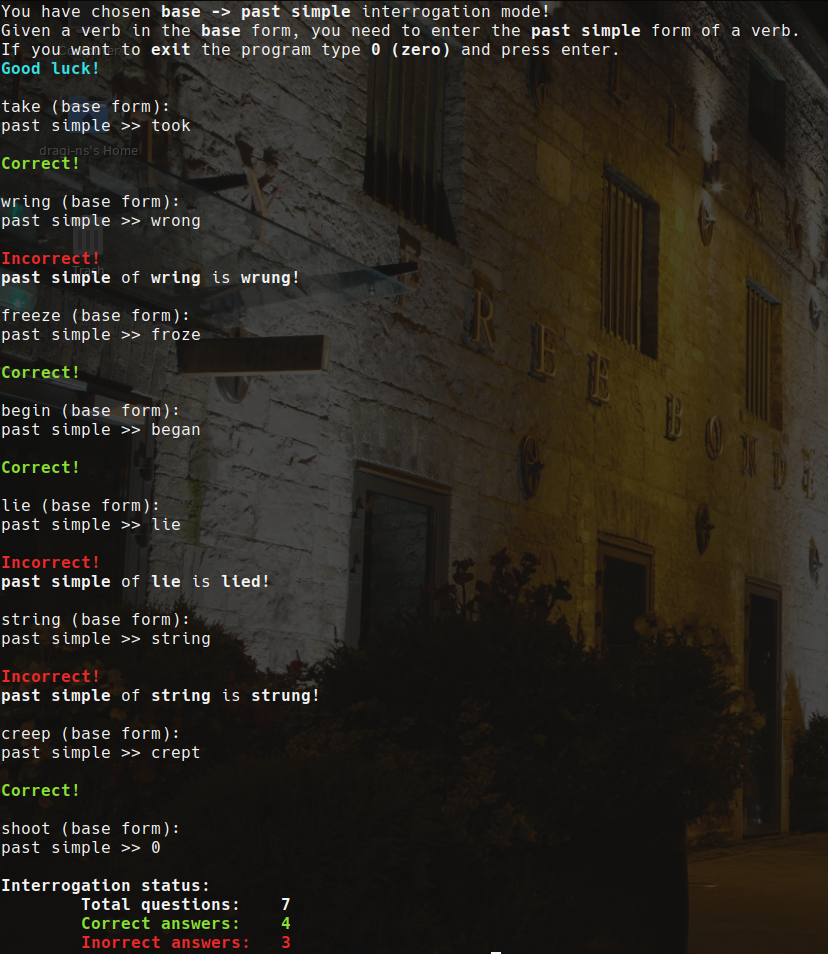 You have chosen base -> past simple interrogation mode!
Given a verb in the base form, you need to enter the past simple form of a verb.
If you want to exit the program type 0 (zero) and press enter.
Good luck!
take (base form):
past simple >> took
dragi-ns's Home
Correct!
wring (base form):
past simple >> wrong
Incorrect!
Trash
past simple of wring is wrung!
freeze (base form):
past simple >> froze
Correct!
begin (base form):
past simple >> began
Correct!
lie (base form):
past simple >> lie
Incorrect!
past simple of lie is lied!
string (base form):
past simple >> string
Incorrect!
past simple of string is strung!
creep (base form):
past simple >> crept
Correct!
shoot (base form):
past simple >> 0
Interrogation status:
Total questions: 7
Correct answers: 4
Inorrect answers: 3
FREE BOND